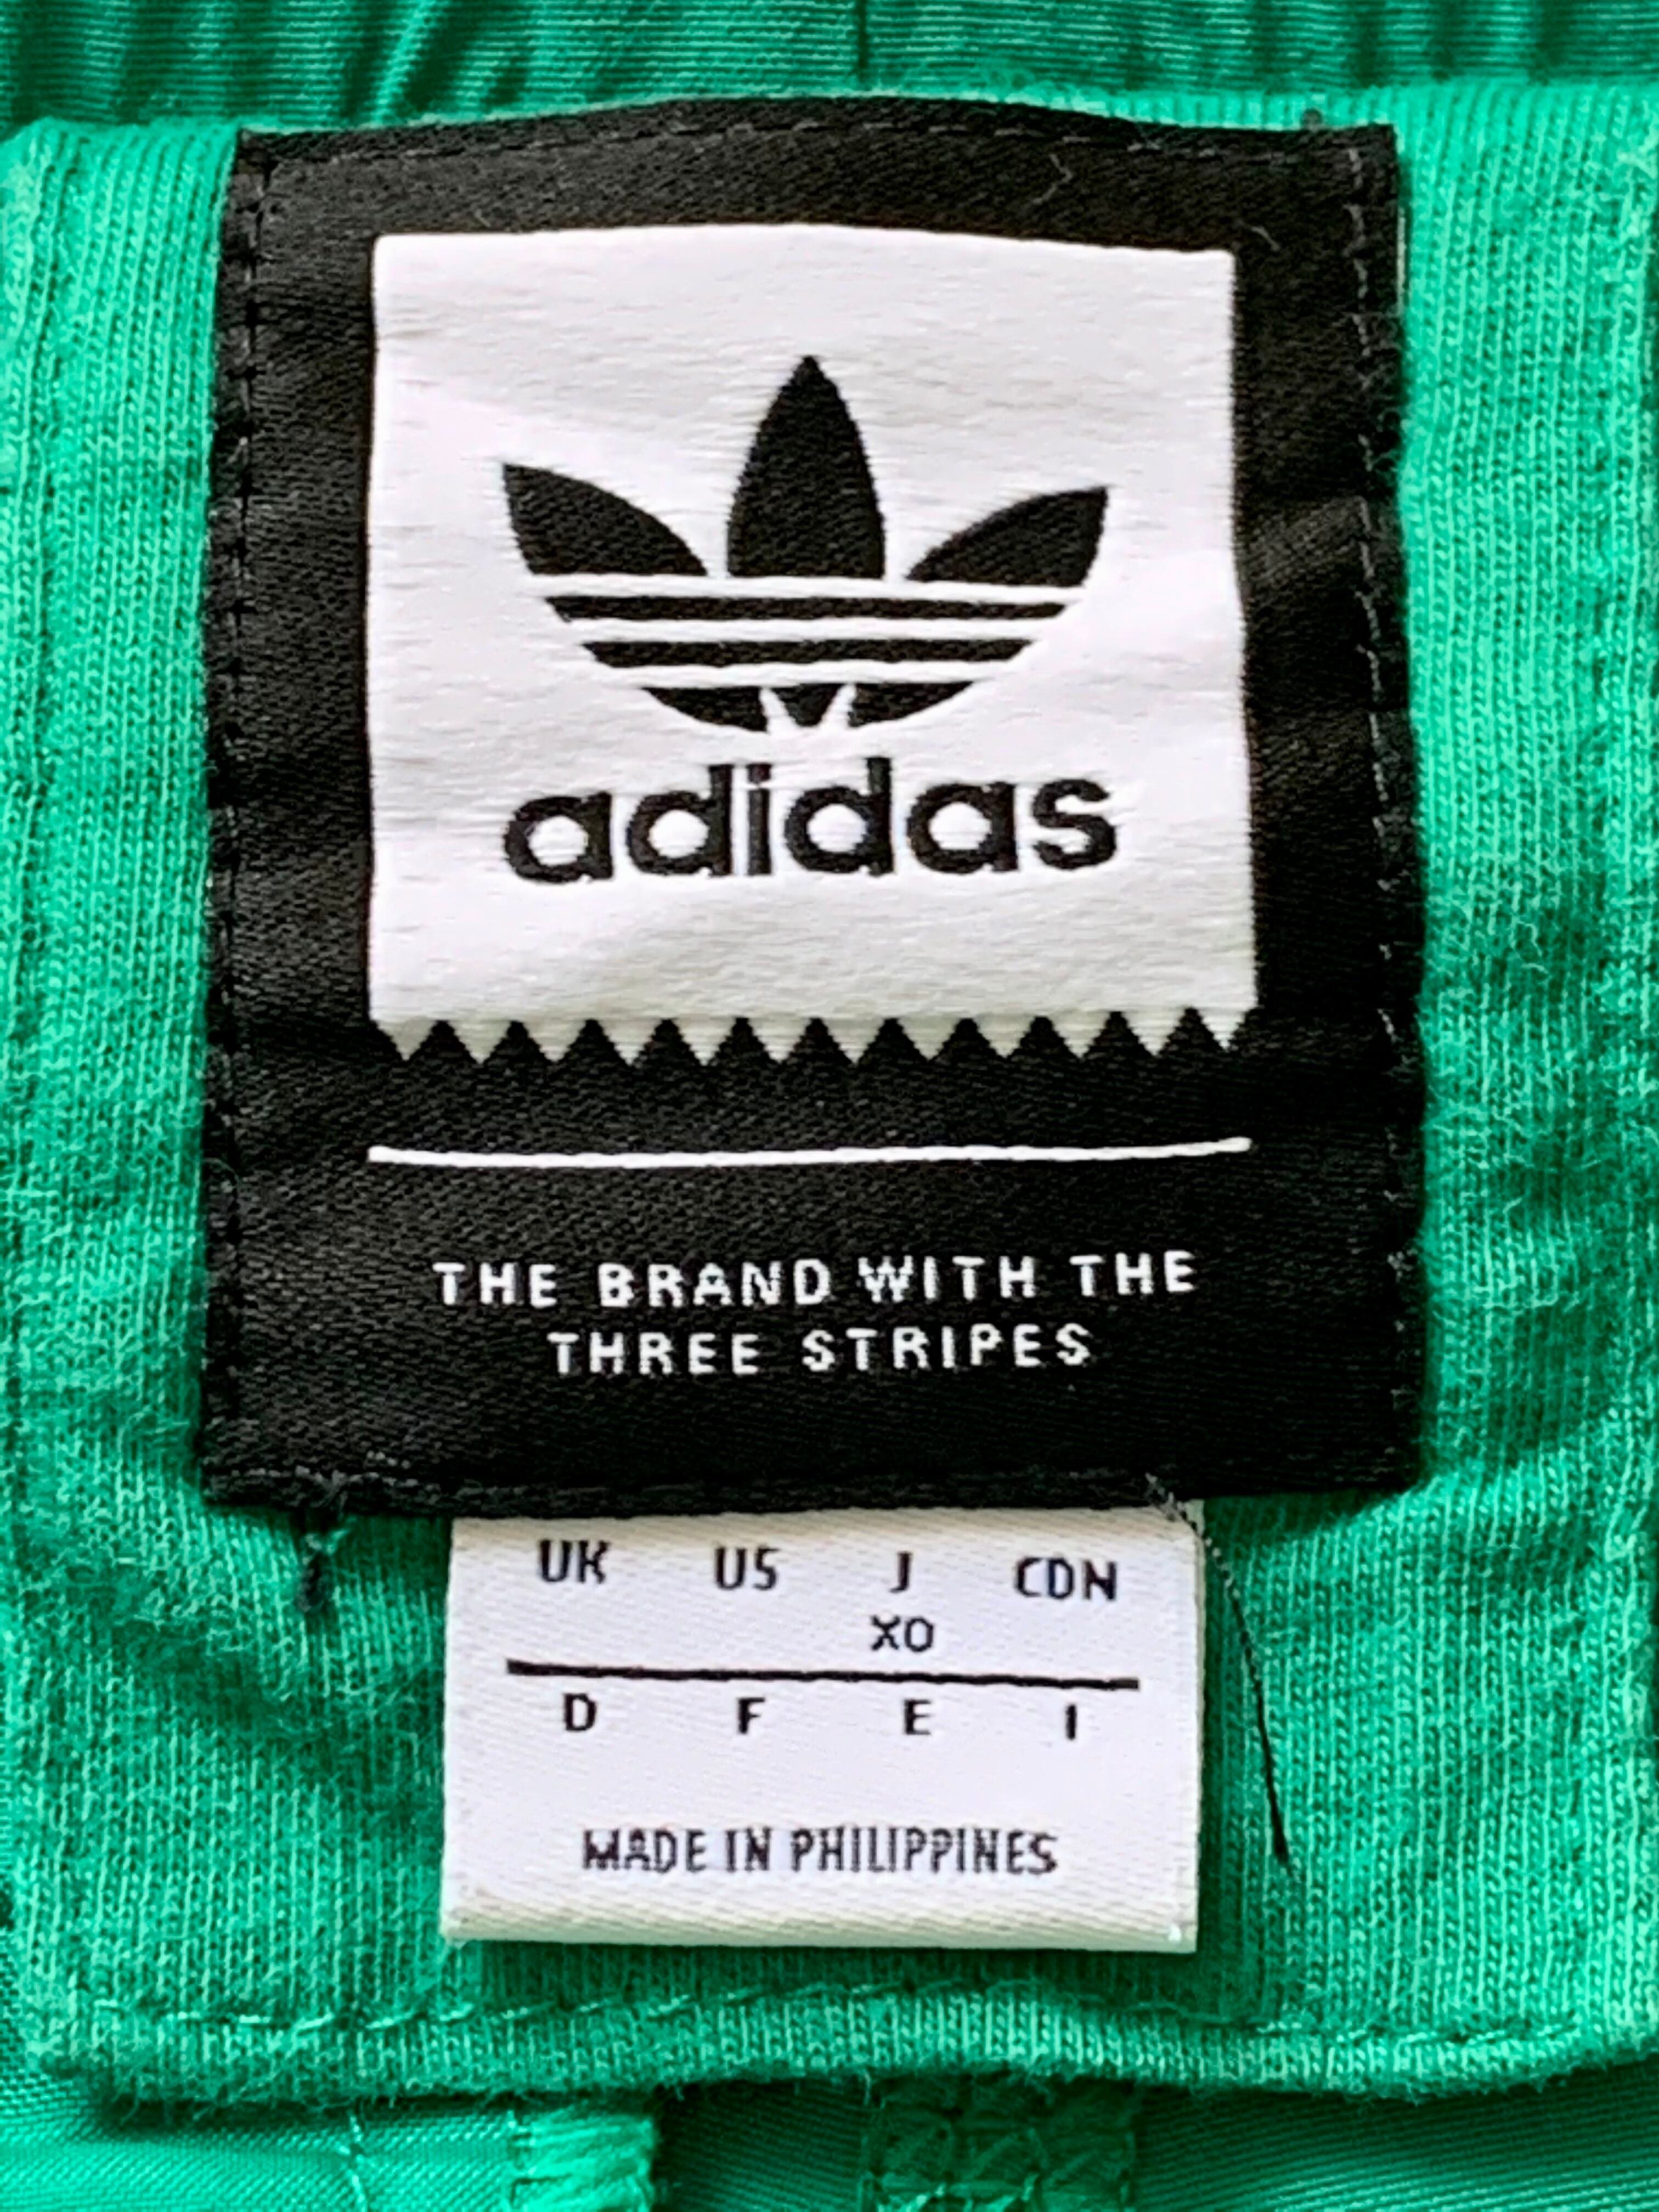 adidas
THE BRAND WITH THE
THREE STRIPES
UK US J CDN
XO
D F E I
MADE IN PHILIPPINES